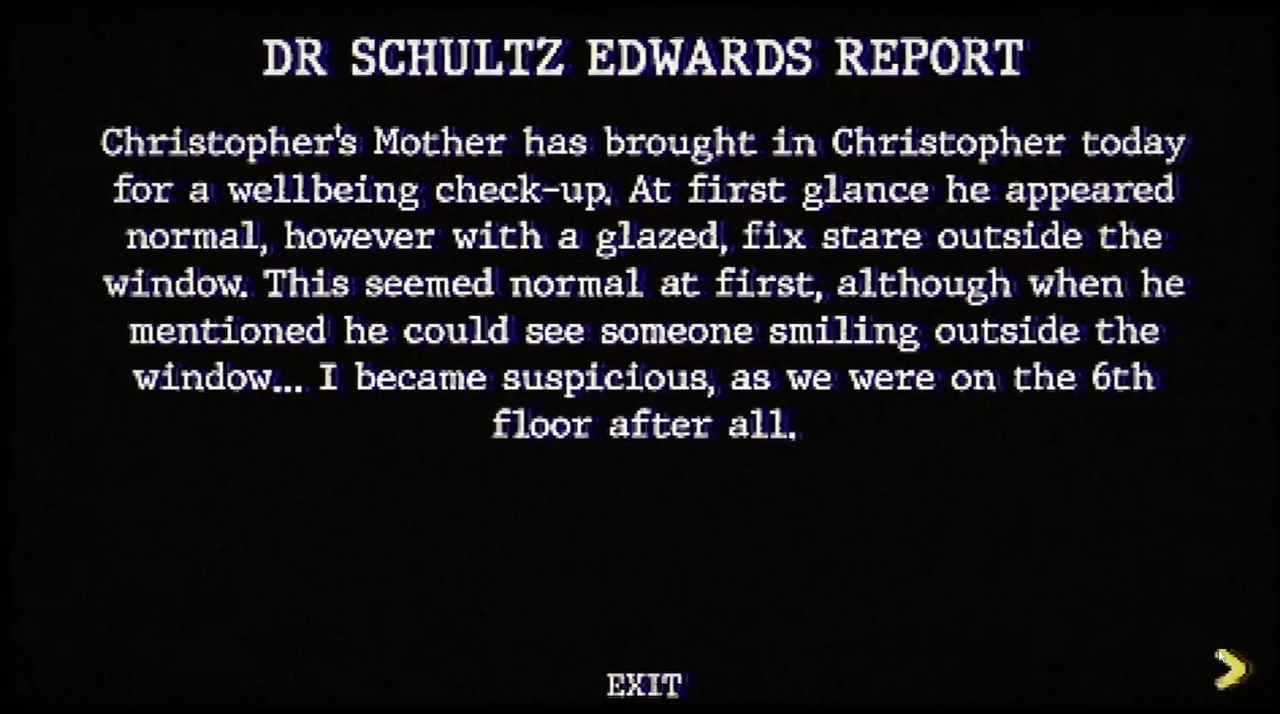 DR SCHULTZ EDWARDS REPORT
Christopher's Mother has brought in Christopher today
for a wellbeing check-up. At first glance he appeared
normal, however with a glazed, fix stare outside the
window. This seemed normal at first, although when he
mentioned he could see someone smiling outside the
window... I became suspicious, as we were on the 6th
floor after all.
EXIT